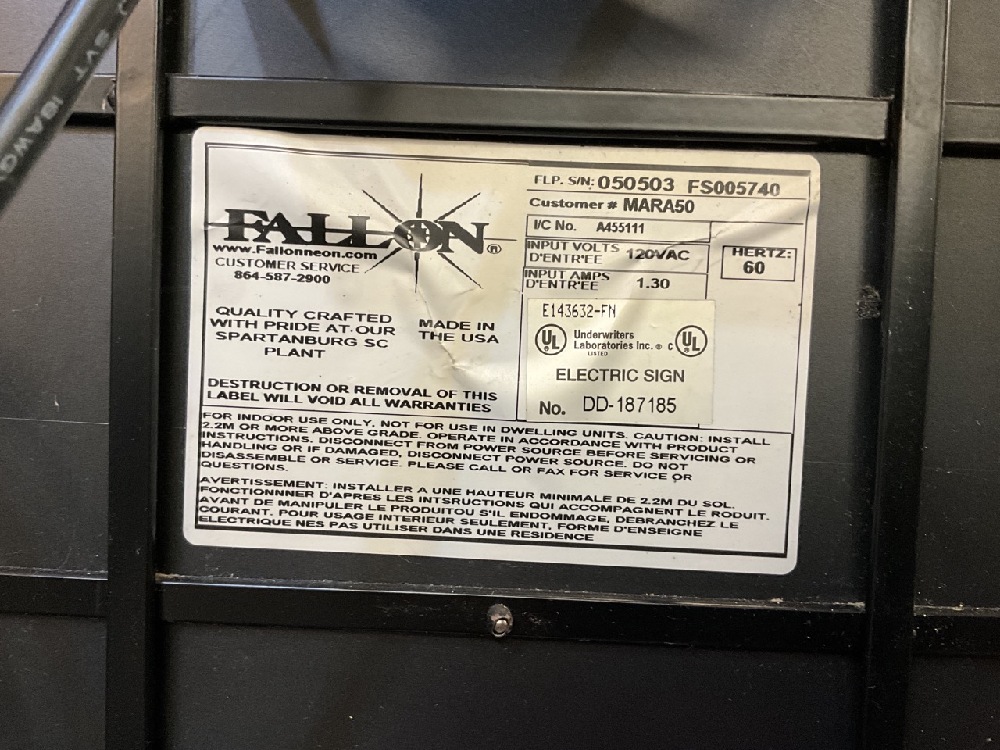 SVT 18AWG
FALLON®
www.Fallonneon.com
CUSTOMER SERVICE
864-587-2900
QUALITY CRAFTED
WITH PRIDE AT OUR
SPARTANBURG SC
PLANT
MADE IN
THE USA
DESTRUCTION OR REMOVAL OF THIS
LABEL WILL VOID ALL WARRANTIES
FLP. S/N: 050503 FS005740
Customer # MARA50
I/C No. A455111
INPUT VOLTS
D'ENTR'EE 120VAC
INPUT AMPS
D'ENTR'EE 1.30
HERTZ:
60
E143632-FN
UL Underwriters
Laboratories Inc.® c UL
LISTED
ELECTRIC SIGN
No. DD-187185
FOR INDOOR USE ONLY. NOT FOR USE IN DWELLING UNITS. CAUTION: INSTALL
2.2M OR MORE ABOVE GRADE. OPERATE IN ACCORDANCE WITH PRODUCT
INSTRUCTIONS. DISCONNECT FROM POWER SOURCE BEFORE SERVICING OR
HANDLING OR IF DAMAGED, DISCONNECT POWER SOURCE. DO NOT
DISASSEMBLE OR SERVICE. PLEASE CALL OR FAX FOR SERVICE OR
QUESTIONS.
AVERTISSEMENT: INSTALLER A UNE HAUTEUR MINIMALE DE 2.2M DU SOL.
FONCTIONNNER D'APRES LES INTSRUCTIONS QUI ACCOMPAGNENT LE RODUIT.
AVANT DE MANIPULER LE PRODUITOU S'IL ENDOMMAGE, DEBRANCHEZ LE
COURANT. POUR USAGE INTERIEUR SEULEMENT, FORME D'ENSEIGNE
ELECTRIQUE NES PAS UTILISER DANS UNE RESIDENCE